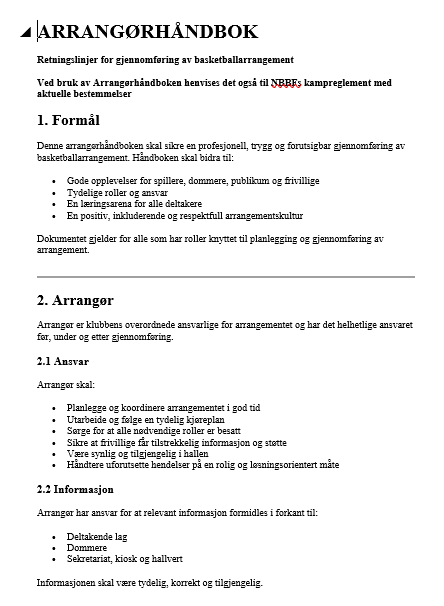 ARRANGØRHÅNDBOK
Retningslinjer for gjennomføring av basketballarrangement
Ved bruk av Arrangørhåndboken henvises det også til NBBFs kampreglement med
aktuelle bestemmelser
1. Formål
Denne arrangørhåndboken skal sikre en profesjonell, trygg og forutsigbar gjennomføring av
basketballarrangement. Håndboken skal bidra til:
• Gode opplevelser for spillere, dommere, publikum og frivillige
• Tydelige roller og ansvar
• En læringsarena for alle deltakere
• En positiv, inkluderende og respektfull arrangementskultur
Dokumentet gjelder for alle som har roller knyttet til planlegging og gjennomføring av
arrangement.
2. Arrangør
Arrangør er klubbens overordnede ansvarlige for arrangementet og har det helhetlige ansvaret
før, under og etter gjennomføring.
2.1 Ansvar
Arrangør skal:
• Planlegge og koordinere arrangementet i god tid
• Utarbeide og følge en tydelig kjøreplan
• Sørge for at alle nødvendige roller er besatt
• Sikre at frivillige får tilstrekkelig informasjon og støtte
• Være synlig og tilgjengelig i hallen
• Håndtere uforutsette hendelser på en rolig og løsningsorientert måte
2.2 Informasjon
Arrangør har ansvar for at relevant informasjon formidles i forkant til:
• Deltakende lag
• Dommere
• Sekretariat, kiosk og hallvert
Informasjonen skal være tydelig, korrekt og tilgjengelig.